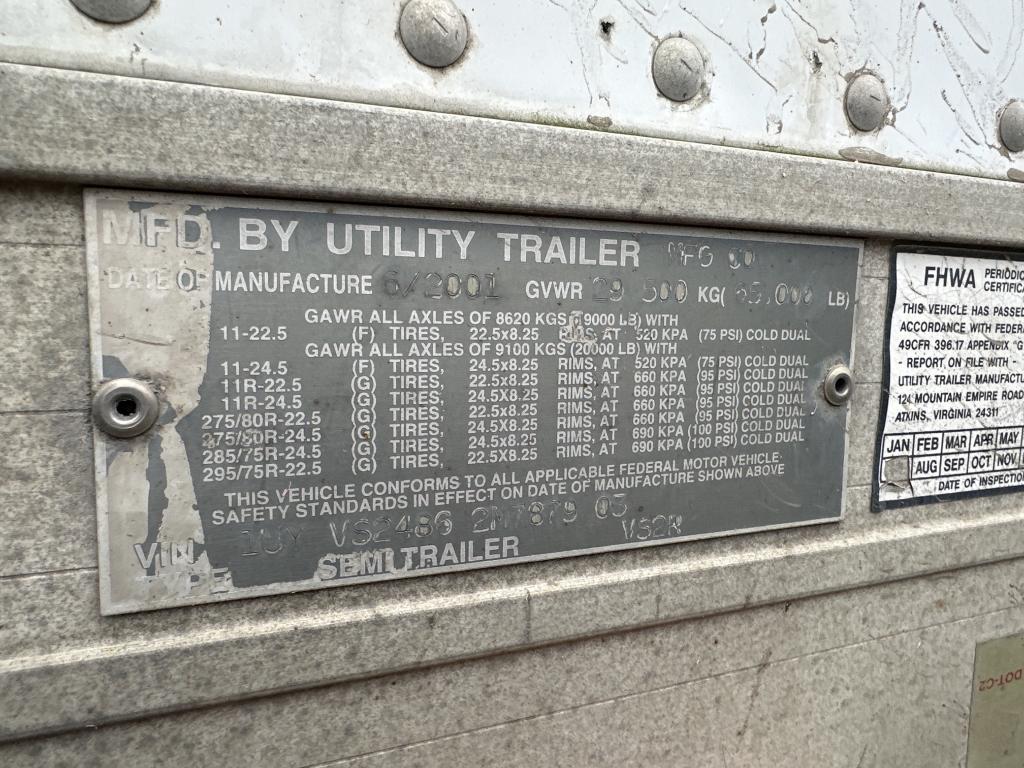 MFD. BY UTILITY TRAILER MFG CO
DATE OF MANUFACTURE 6/2001 GVWR 29 500 KG( 65,000 LB)
GAWR ALL AXLES OF 8620 KGS (19000 LB) WITH
11-22.5 (F) TIRES, 22.5x8.25 RIMS, AT 520 KPA (75 PSI) COLD DUAL
GAWR ALL AXLES OF 9100 KGS (20000 LB) WITH
11-24.5 (F) TIRES, 24.5x8.25 RIMS, AT 520 KPA (75 PSI) COLD DUAL
11R-22.5 (G) TIRES, 22.5x8.25 RIMS, AT 660 KPA (95 PSI) COLD DUAL
11R-24.5 (G) TIRES, 24.5X8.25 RIMS, AT 660 KPA (95 PSI) COLD DUAL
275/80R-22.5 (G) TIRES, 22.5x8.25 RIMS, AT 660 KPA (95 PSI) COLD DUAL
275/80R-24.5 (G) TIRES, 24.5X8.25 RIMS, AT 660 KPA (95 PSI) COLD DUAL
285/75R-24.5 (G) TIRES, 24.5x8.25 RIMS, AT 690 KPA (100 PSI) COLD DUAL
295/75R-22.5 (G) TIRES, 22.5X8.25 RIMS, AT 690 KPA (100 PSI) COLD DUAL
THIS VEHICLE CONFORMS TO ALL APPLICABLE FEDERAL MOTOR VEHICLE
SAFETY STANDARDS IN EFFECT ON DATE OF MANUFACTURE SHOWN ABOVE
VIN 1UY VS2486 2M7879 03 VS2R
TYPE SEMI TRAILER
FHWA PERIODIC
THIS VEHICLE HAS PASSED
ACCORDANCE WITH
49CFR 396.17 APPENDIX "G
- REPORT ON FILE WITH -
UTILITY TRAILER
124 MOUNTAIN EMPIRE ROAD
ATKINS, VIRGINIA 24311
JAN FEB MAR APR MAY
AUG SEP OCT NOV
DATE OF
DOT-C2